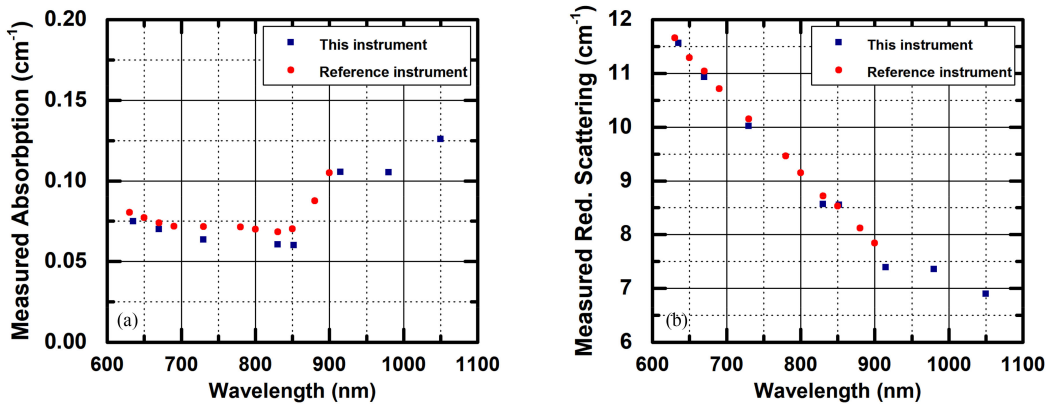 Measured Absorbption (cm⁻¹)
0.20
0.15
0.10
0.05
0.00
This instrument
Reference instrument
(a)
600 700 800 900 1000 1100
Wavelength (nm)
Measured Red. Scattering (cm⁻¹)
12
11
10
9
8
7
6
This instrument
Reference instrument
(b)
600 700 800 900 1000 1100
Wavelength (nm)